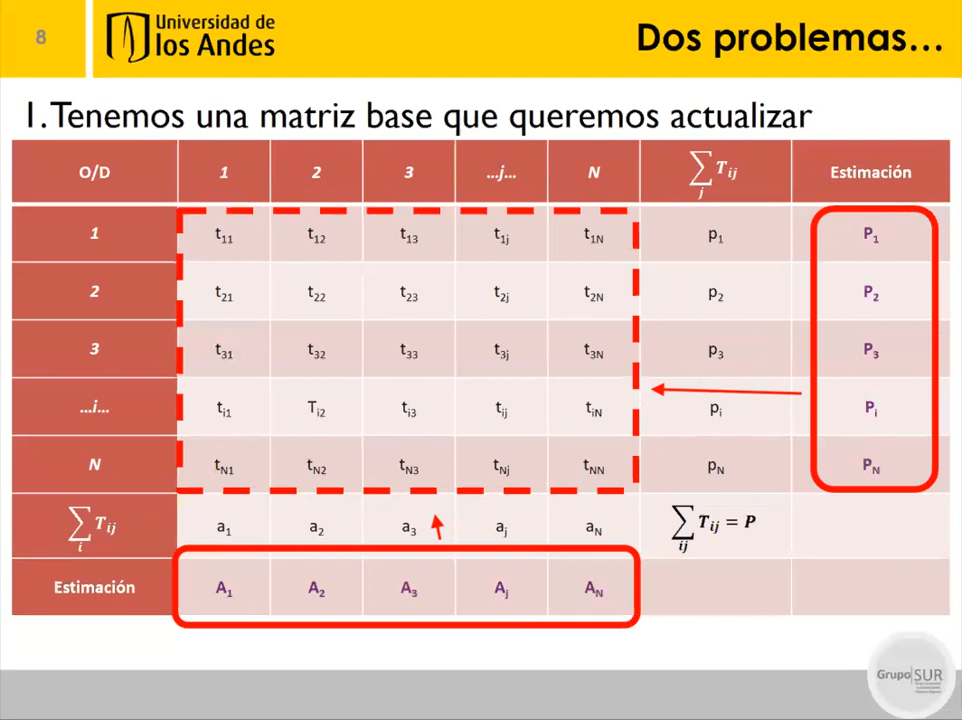 8
Universidad de
los Andes
Dos problemas...
1. Tenemos una matriz base que queremos actualizar
O/D 1 2 3 ...j... N ∑j Tij Estimación
1 t11 t12 t13 t1j t1N p1 P1
2 t21 t22 t23 t2j t2N p2 P2
3 t31 t32 t33 t3j t3N p3 P3
...i... ti1 Ti2 ti3 tij tiN pi Pi
N tN1 tN2 tN3 tNj tNN pN PN
∑i Tij a1 a2 a3 aj aN ∑ij Tij = P
Estimación A1 A2 A3 Aj AN
Grupo|SUR